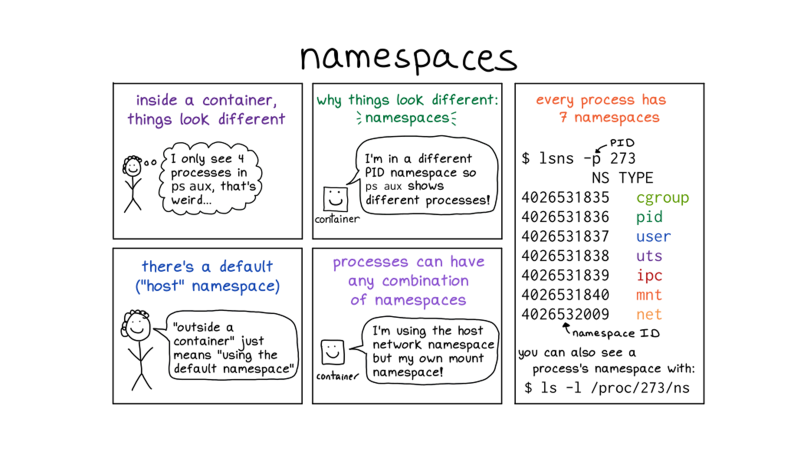 namespaces
inside a container,
things look different
I only see 4
processes in
ps aux, that's
weird...
why things look different:
namespaces
I'm in a different
PID namespace so
ps aux shows
different processes!
container
there's a default
("host" namespace)
"outside a
container" just
means "using the
default namespace"
processes can have
any combination
of namespaces
I'm using the host
network namespace
but my own mount
namespace!
container
every process has
7 namespaces
PID
$ lsns -p 273
NS TYPE
4026531835 cgroup
4026531836 pid
4026531837 user
4026531838 uts
4026531839 ipc
4026531840 mnt
4026532009 net
namespace ID
you can also see a
process's namespace with:
$ ls -l /proc/273/ns